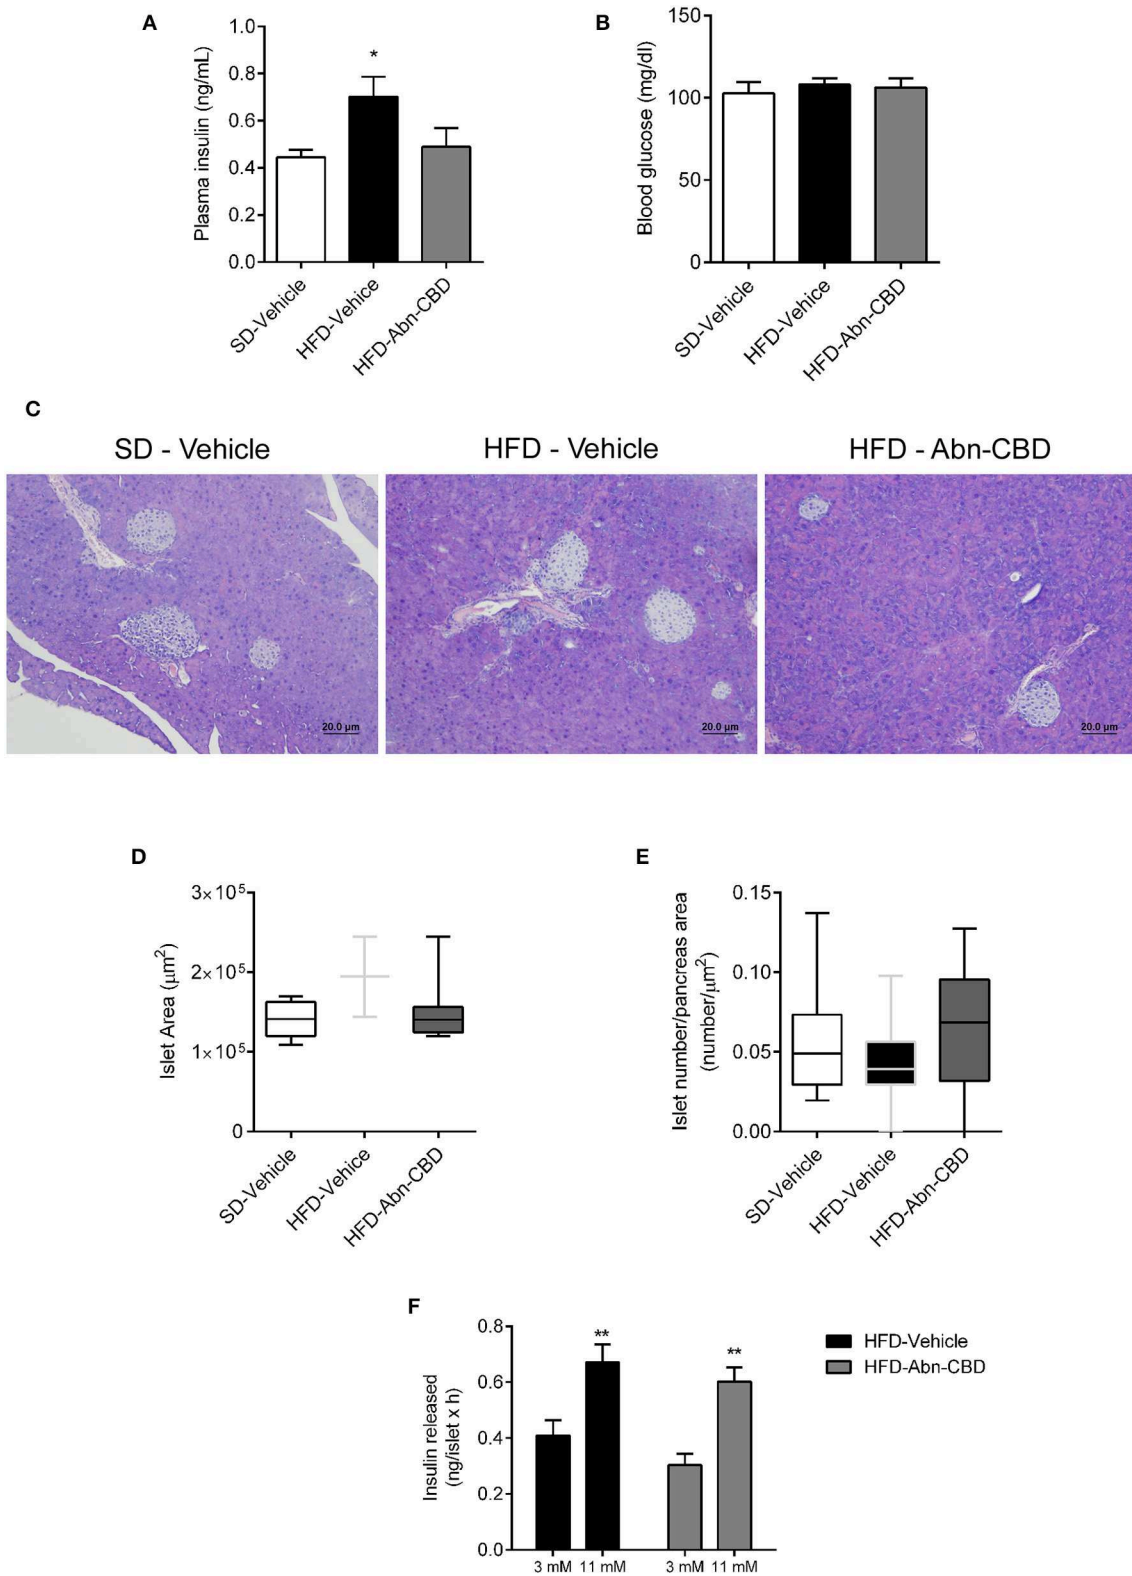 A
Plasma insulin (ng/mL)
1.0
0.8
0.6
0.4
0.2
0.0
*
SD-Vehicle
HFD-Vehice
HFD-Abn-CBD
B
Blood glucose (mg/dl)
150
100
50
0
SD-Vehicle
HFD-Vehice
HFD-Abn-CBD
C
SD - Vehicle
HFD - Vehicle
HFD - Abn-CBD
20.0 µm
20.0 µm
20.0 µm
D
Islet Area (µm²)
3×10⁵
2×10⁵
1×10⁵
0
SD-Vehicle
HFD-Vehice
HFD-Abn-CBD
E
Islet number/pancreas area
(number/µm²)
0.15
0.10
0.05
0.00
SD-Vehicle
HFD-Vehicle
HFD-Abn-CBD
F
Insulin released
(ng/islet x h)
0.8
0.6
0.4
0.2
0.0
**
**
3 mM 11 mM 3 mM 11 mM
HFD-Vehicle
HFD-Abn-CBD